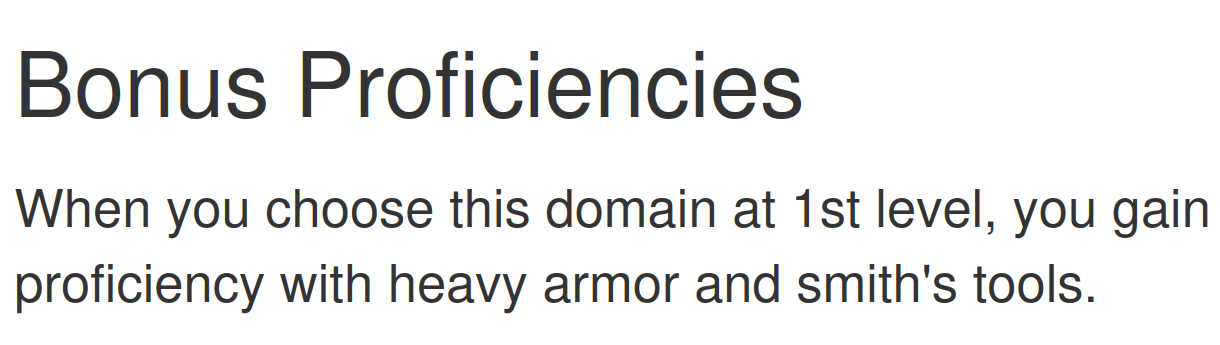 Bonus Proficiencies
When you choose this domain at 1st level, you gain
proficiency with heavy armor and smith's tools.